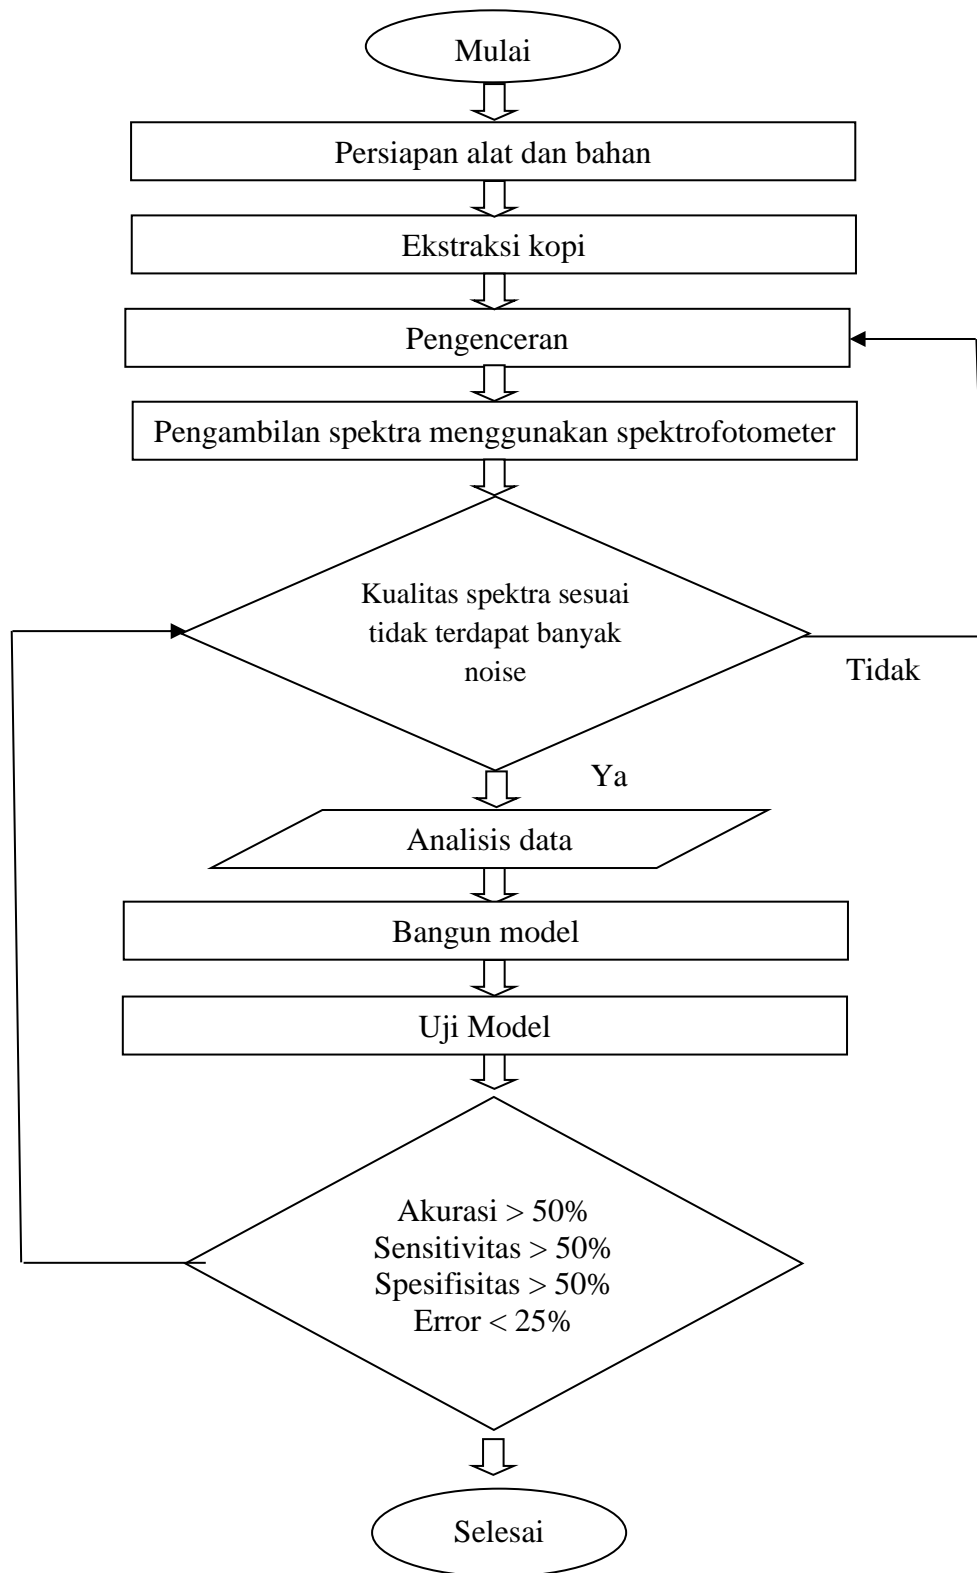 Mulai
Persiapan alat dan bahan
Ekstraksi kopi
Pengenceran
Pengambilan spektra menggunakan spektrofotometer
Kualitas spektra sesuai
tidak terdapat banyak
noise
Tidak
Ya
Analisis data
Bangun model
Uji Model
Akurasi > 50%
Sensitivitas > 50%
Spesifisitas > 50%
Error < 25%
Selesai